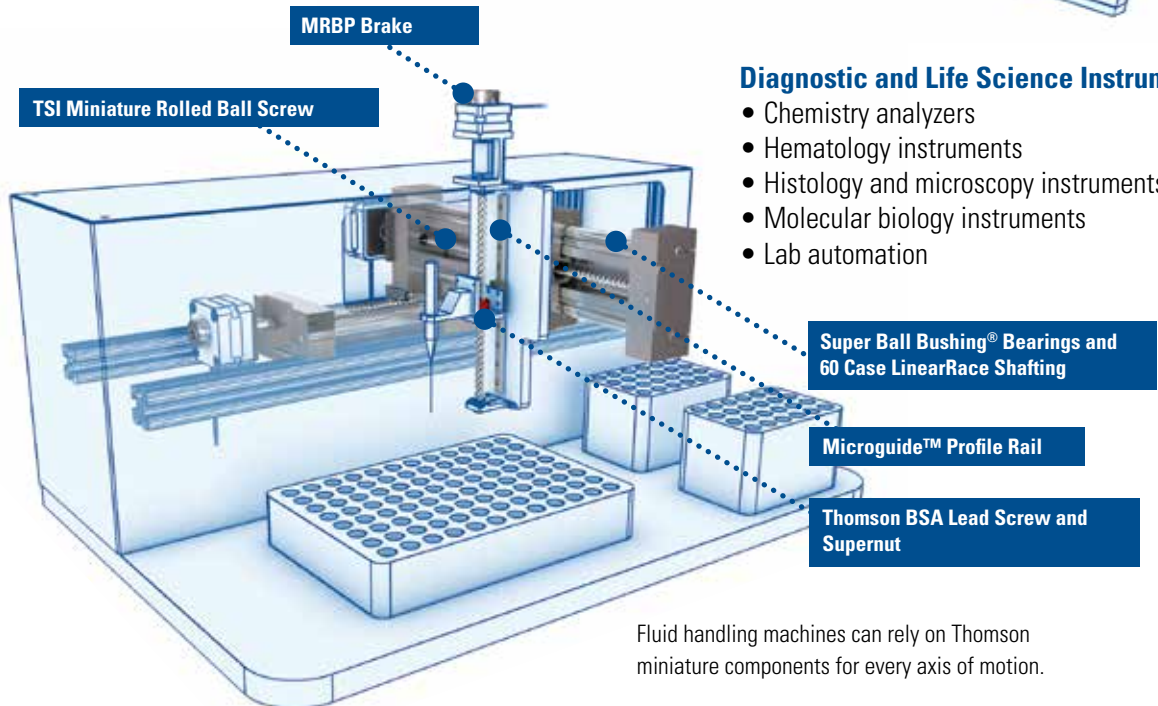 MRBP Brake
TSI Miniature Rolled Ball Screw
Diagnostic and Life Science Instrum
• Chemistry analyzers
• Hematology instruments
• Histology and microscopy instruments
• Molecular biology instruments
• Lab automation
Super Ball Bushing® Bearings and
60 Case LinearRace Shafting
Microguide™ Profile Rail
Thomson BSA Lead Screw and
Supernut
Fluid handling machines can rely on Thomson
miniature components for every axis of motion.